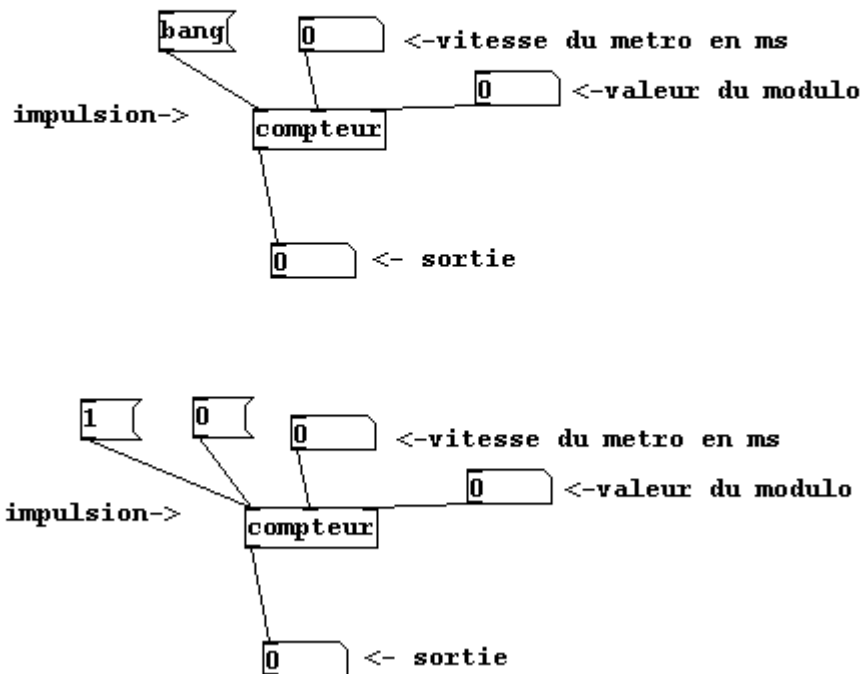 bang
0
<-vitesse du metro en ms
0
<-valeur du modulo
impulsion->
compteur
0
<- sortie
1
0
0
<-vitesse du metro en ms
0
<-valeur du modulo
impulsion->
compteur
0
<- sortie